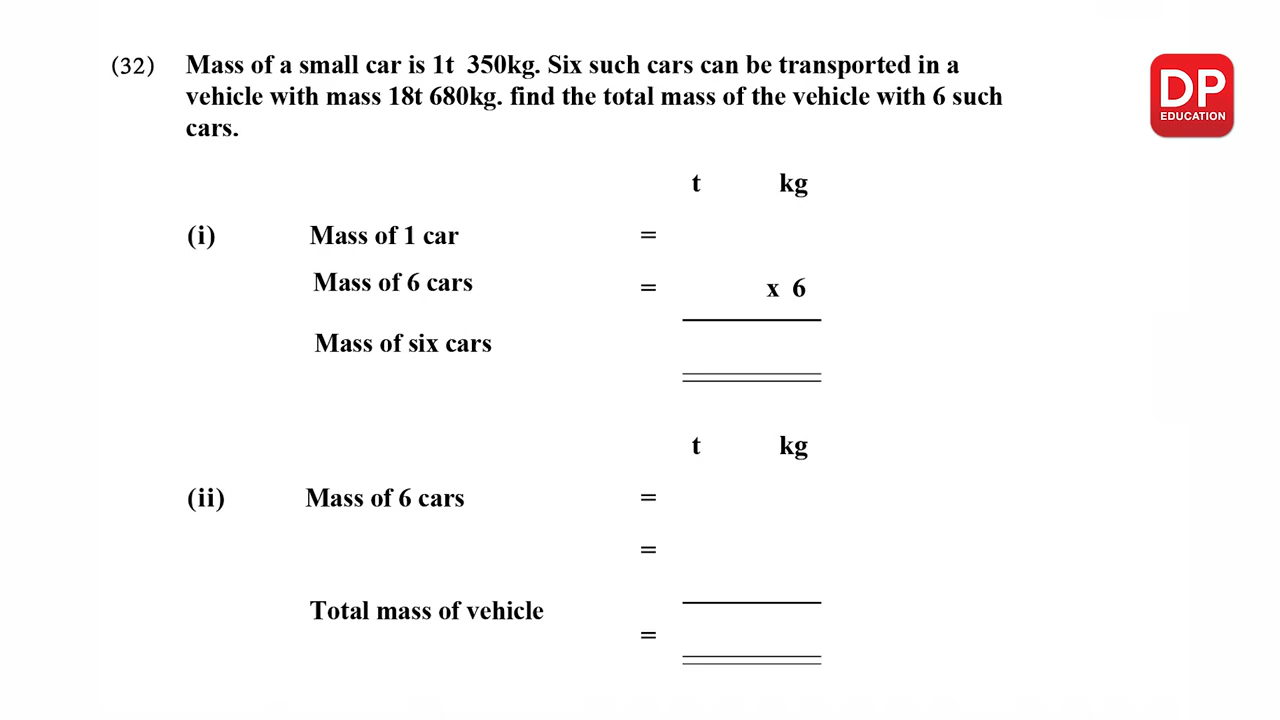 (32) Mass of a small car is 1t 350kg. Six such cars can be transported in a
vehicle with mass 18t 680kg. find the total mass of the vehicle with 6 such
cars.
DP
EDUCATION
t kg
(i) Mass of 1 car =
Mass of 6 cars = x 6
Mass of six cars
t kg
(ii) Mass of 6 cars =
=
Total mass of vehicle
=